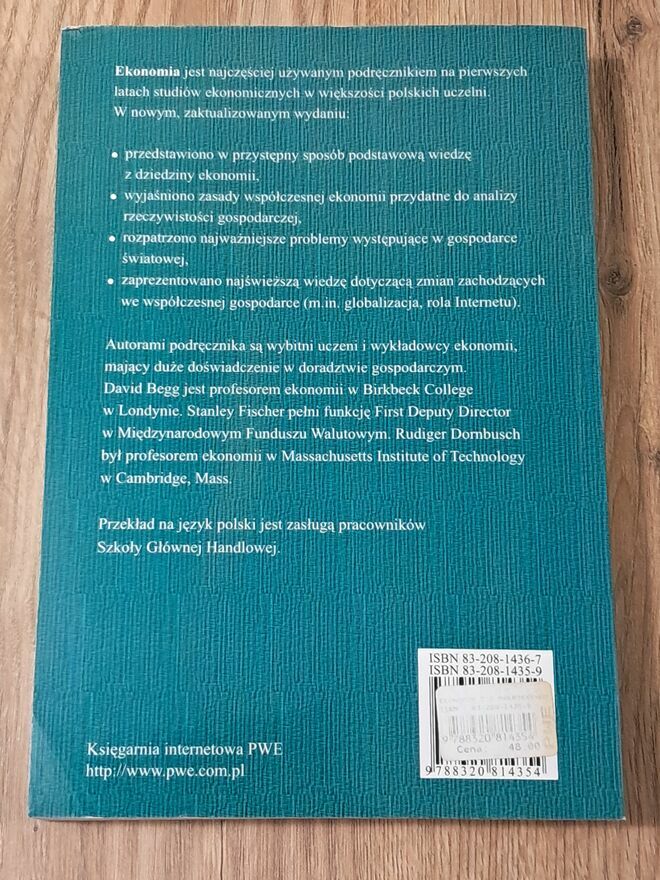 Ekonomia jest najczęściej używanym podręcznikiem na pierwszych
latach studiów ekonomicznych w większości polskich uczelni.
W nowym, zaktualizowanym wydaniu:
• przedstawiono w przystępny sposób podstawową wiedzę
z dziedziny ekonomii,
• wyjaśniono zasady współczesnej ekonomii przydatne do analizy
rzeczywistości gospodarczej,
• rozpatrzono najważniejsze problemy występujące w gospodarce
światowej,
• zaprezentowano najświeższą wiedzę dotyczącą zmian zachodzących
we współczesnej gospodarce (m.in. globalizacja, rola Internetu).
Autorami podręcznika są wybitni uczeni i wykładowcy ekonomii,
mający duże doświadczenie w doradztwie gospodarczym.
David Begg jest profesorem ekonomii w Birkbeck College
w Londynie. Stanley Fischer pełni funkcję First Deputy Director
w Międzynarodowym Funduszu Walutowym. Rudiger Dornbusch
był profesorem ekonomii w Massachusetts Institute of Technology
w Cambridge, Mass.
Przekład na język polski jest zasługą pracowników
Szkoły Głównej Handlowej.
ISBN 83-208-1436-7
ISBN 83-208-1435-9
9 788320 814354
Cena: 48.00
9 788320 814354
Księgarnia internetowa PWE
http://www.pwe.com.pl